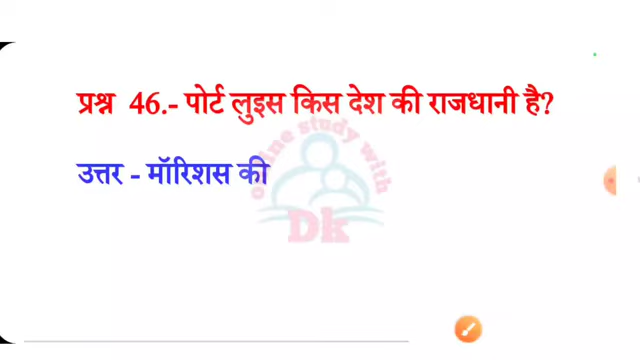 प्रश्न 46.- पोर्ट लुइस किस देश की राजधानी है?
उत्तर - मॉरिशस की
online study with
Dk